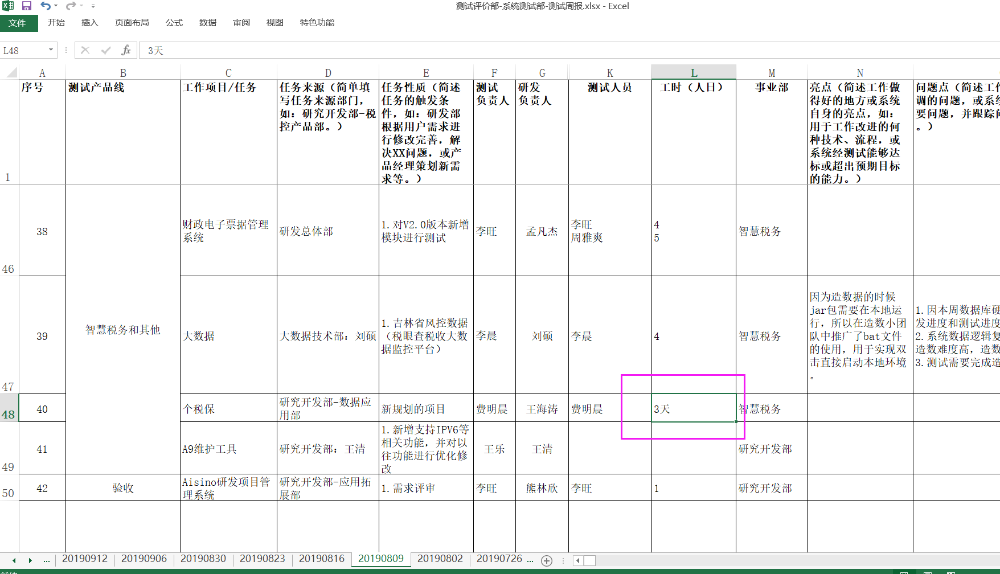 测试评价部-系统测试部-测试周报.xlsx - Excel
文件 开始 插入 页面布局 公式 数据 审阅 视图 特色功能
L48 fx 3天
A B C D E F G K L M N
1
序号
测试产品线
工作项目/任务
任务来源（简单填
写任务来源部门，
如：研究开发部-税
控产品部。）
任务性质（简述
任务的触发条
件，如：研发部
根据用户需求进
行修改完善，解
决XX问题，或产
品经理策划新需
求等。）
测试
负责人
研发
负责人
测试人员
工时（人日）
事业部
亮点（简述工作做
得好的地方或系统
自身的亮点，如：
用于工作改进的何
种技术、流程，或
系统经测试能够达
标或超出预期目标
的能力。）
问题点（简述工作
调的问题，或系统
要问题，并跟踪问
。）
46
38
智慧税务和其他
财政电子票据管理
系统
研发总体部
1.对V2.0版本新增
模块进行测试
李旺
孟凡杰
李旺
周雅爽
4
5
智慧税务
47
39
大数据
大数据技术部：刘硕
1.吉林省风控数据
（税眼查税收大数
据监控平台）
李晨
刘硕
李晨
4
智慧税务
因为造数据的时候
jar包需要在本地运
行，所以在造数小团
队中推广了bat文件
的使用，用于实现双
击直接启动本地环境
。
1.因本周数据库硬
发进度和测试进度
2.系统数据逻辑复
造数难度高，造数
3.测试需要完成造
48
40
个税保
研究开发部-数据应
用部
新规划的项目
费明晨
王海涛
费明晨
3天
智慧税务
49
41
A9维护工具
研究开发部：王清
1.新增支持IPV6等
相关功能，并对以
往功能进行优化修
改
王乐
王清
研究开发部
50
42
验收
Aisino研发项目管
理系统
研究开发部-应用拓
展部
1.需求评审
李旺
熊林欣
李旺
1
研究开发部
... 20190912 20190906 20190830 20190823 20190816 20190809 20190802 20190726 ...